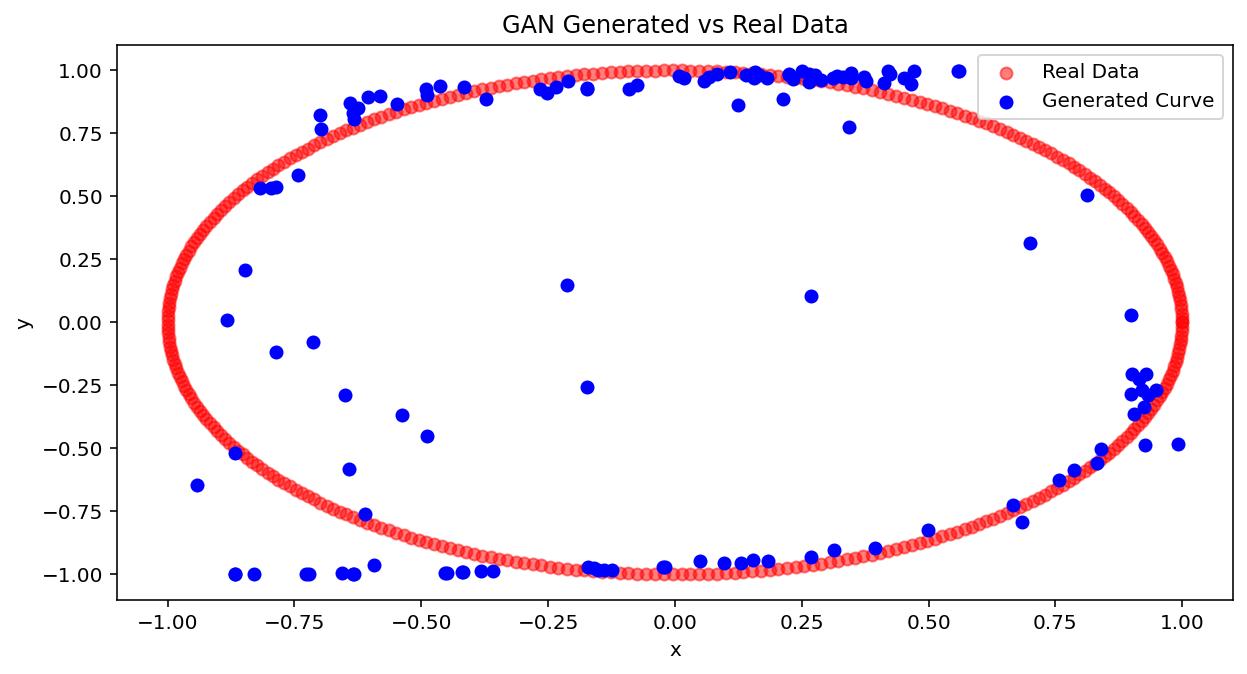 GAN Generated vs Real Data
Real Data
Generated Curve
1.00
0.75
0.50
0.25
0.00
−0.25
−0.50
−0.75
−1.00
y
−1.00 −0.75 −0.50 −0.25 0.00 0.25 0.50 0.75 1.00
x